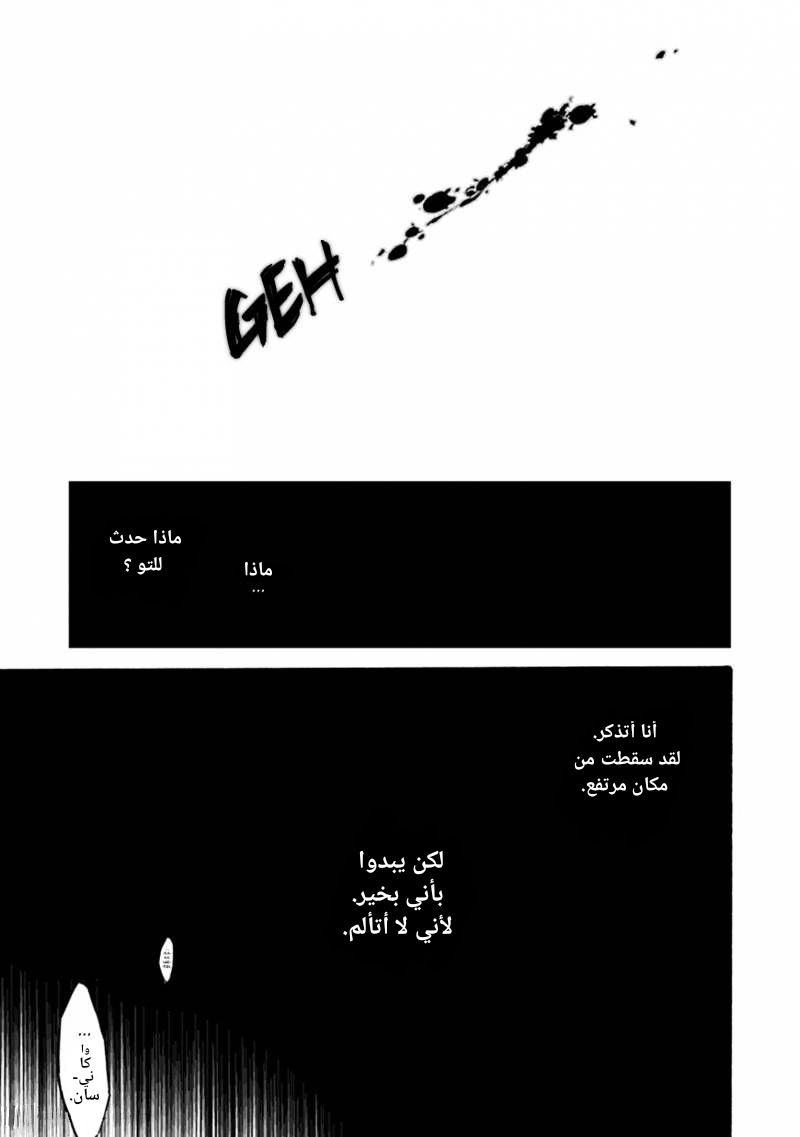 GEH
ماذا
...
ماذا حدث
للتو ؟
أنا أتذكر.
لقد سقطت من
مكان مرتفع.
لكن يبدوا
بأني بخير.
لأني لا أتألم.
...
وا
كا
ني-
سان.